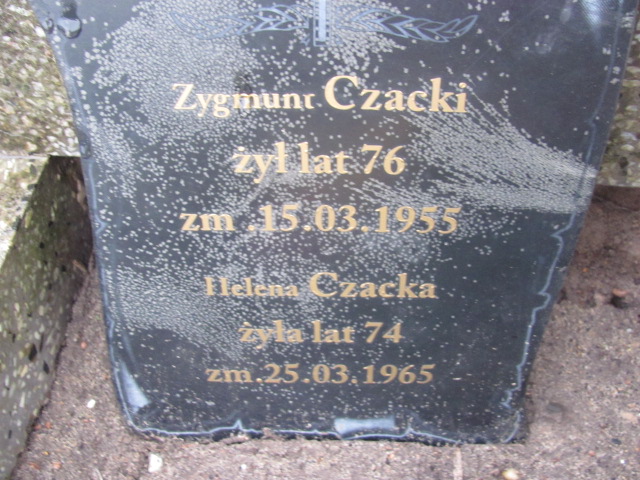 Zygmunt Czacki
żył lat 76
zm.15.03.1955
Helena Czacka
żyła lat 74
zm.25.03.1965